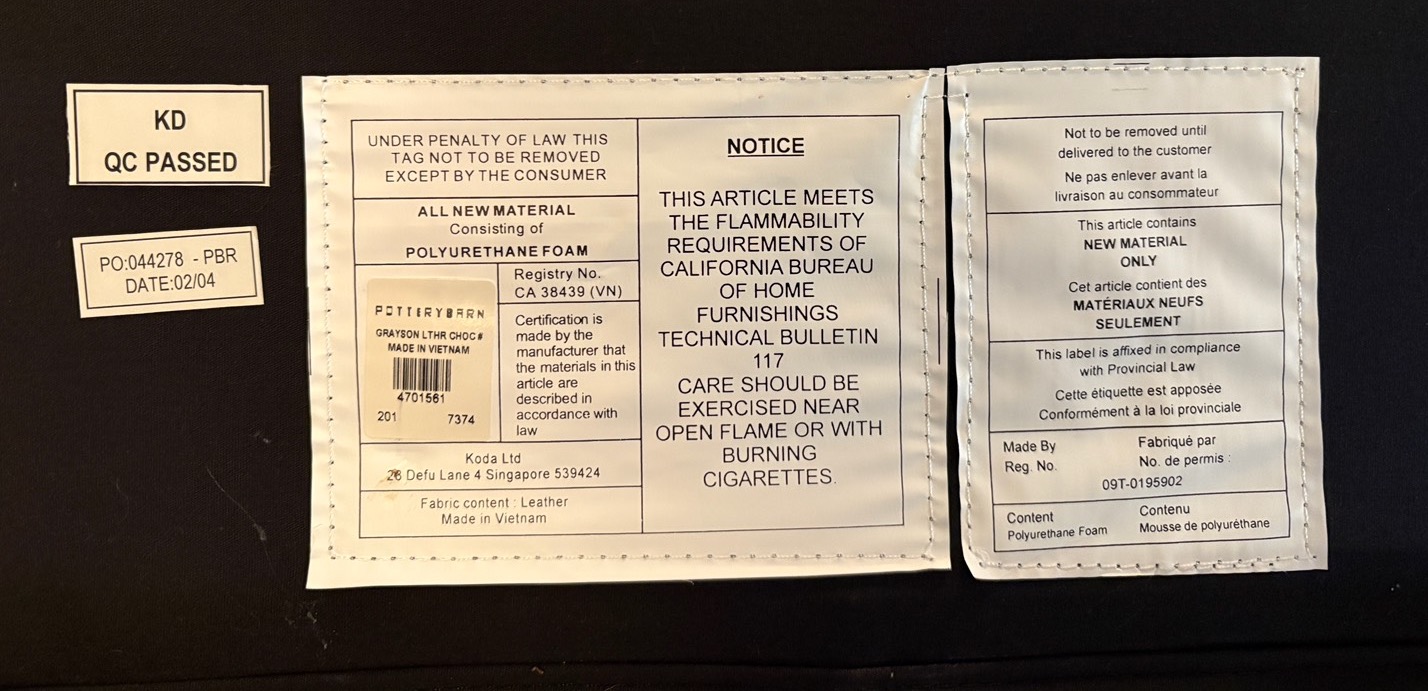 KD
QC PASSED
PO:044278 - PBR
DATE:02/04
UNDER PENALTY OF LAW THIS
TAG NOT TO BE REMOVED
EXCEPT BY THE CONSUMER
ALL NEW MATERIAL
Consisting of
POLYURETHANE FOAM
POTTERYBARN
GRAYSON LTHR CHOC#
MADE IN VIETNAM
4701561
201 7374
Registry No.
CA 38439 (VN)
Certification is
made by the
manufacturer that
the materials in this
article are
described in
accordance with
law
Koda Ltd
28 Defu Lane 4 Singapore 539424
Fabric content : Leather
Made in Vietnam
NOTICE
THIS ARTICLE MEETS
THE FLAMMABILITY
REQUIREMENTS OF
CALIFORNIA BUREAU
OF HOME
FURNISHINGS
TECHNICAL BULLETIN
117
CARE SHOULD BE
EXERCISED NEAR
OPEN FLAME OR WITH
BURNING
CIGARETTES.
Not to be removed until
delivered to the customer
Ne pas enlever avant la
livraison au consommateur
This article contains
NEW MATERIAL
ONLY
Cet article contient des
MATÉRIAUX NEUFS
SEULEMENT
This label is affixed in compliance
with Provincial Law
Cette étiquette est apposée
Conformément à la loi provinciale
Made By Fabriqué par
Reg. No. No. de permis :
09T-0195902
Content Contenu
Polyurethane Foam Mousse de polyuréthane